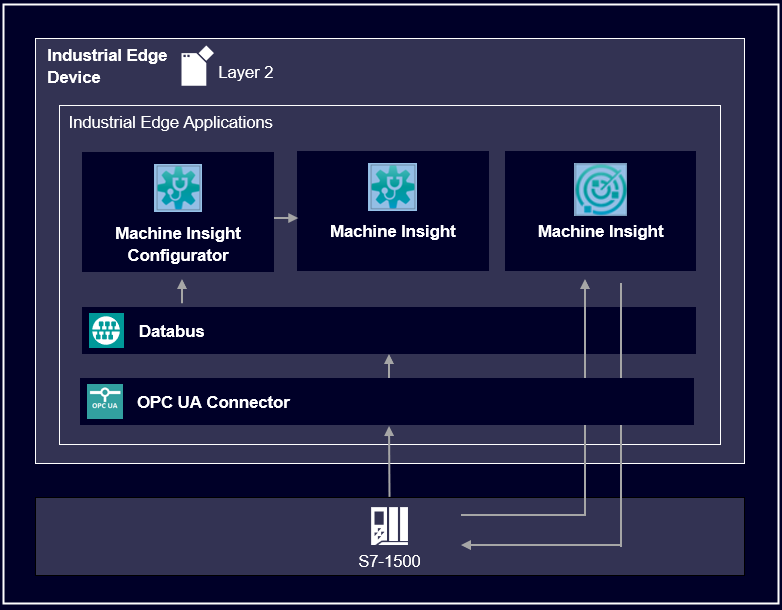 Industrial Edge
Device
Layer 2
Industrial Edge Applications
Machine Insight
Configurator
Machine Insight
Machine Insight
Databus
OPC UA
OPC UA Connector
S7-1500